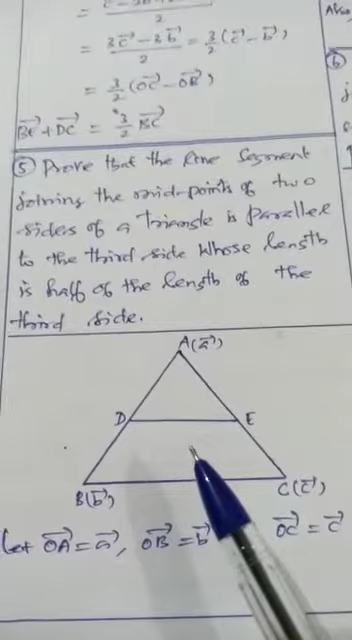 = 3c⃗ - 3b⃗ / 2 = 3/2 (c⃗ - b⃗)
= 3/2 (OC⃗ - OB⃗)
BE⃗ + DC⃗ = 3/2 BC⃗
⑤ Prove that the line segment
joining the mid-points of two
sides of a Triangle is parallel
to the third side whose length
is half of the length of the
third side.
A(a⃗)
D E
B(b⃗) C(c⃗)
Let OA⃗ = a⃗, OB⃗ = b⃗ OC⃗ = c⃗